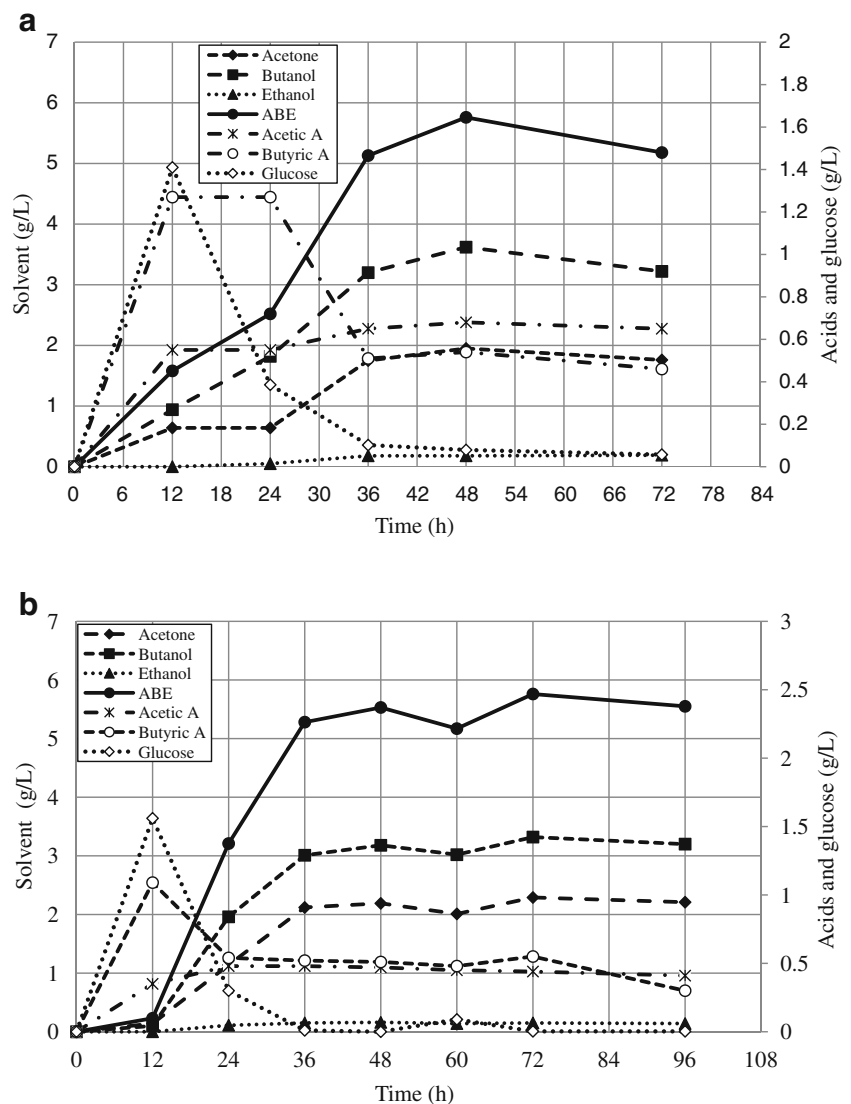 a
7
6
5
4
3
2
1
0
Solvent (g/L)
2
1.8
1.6
1.4
1.2
1
0.8
0.6
0.4
0.2
0
Acids and glucose (g/L)
Acetone
Butanol
Ethanol
ABE
Acetic A
Butyric A
Glucose
0 6 12 18 24 30 36 42 48 54 60 66 72 78 84
Time (h)
b
7
6
5
4
3
2
1
0
Solvent (g/L)
3
2.5
2
1.5
1
0.5
0
Acids and glucose (g/L)
Acetone
Butanol
Ethanol
ABE
Acetic A
Butyric A
Glucose
0 12 24 36 48 60 72 84 96 108
Time (h)